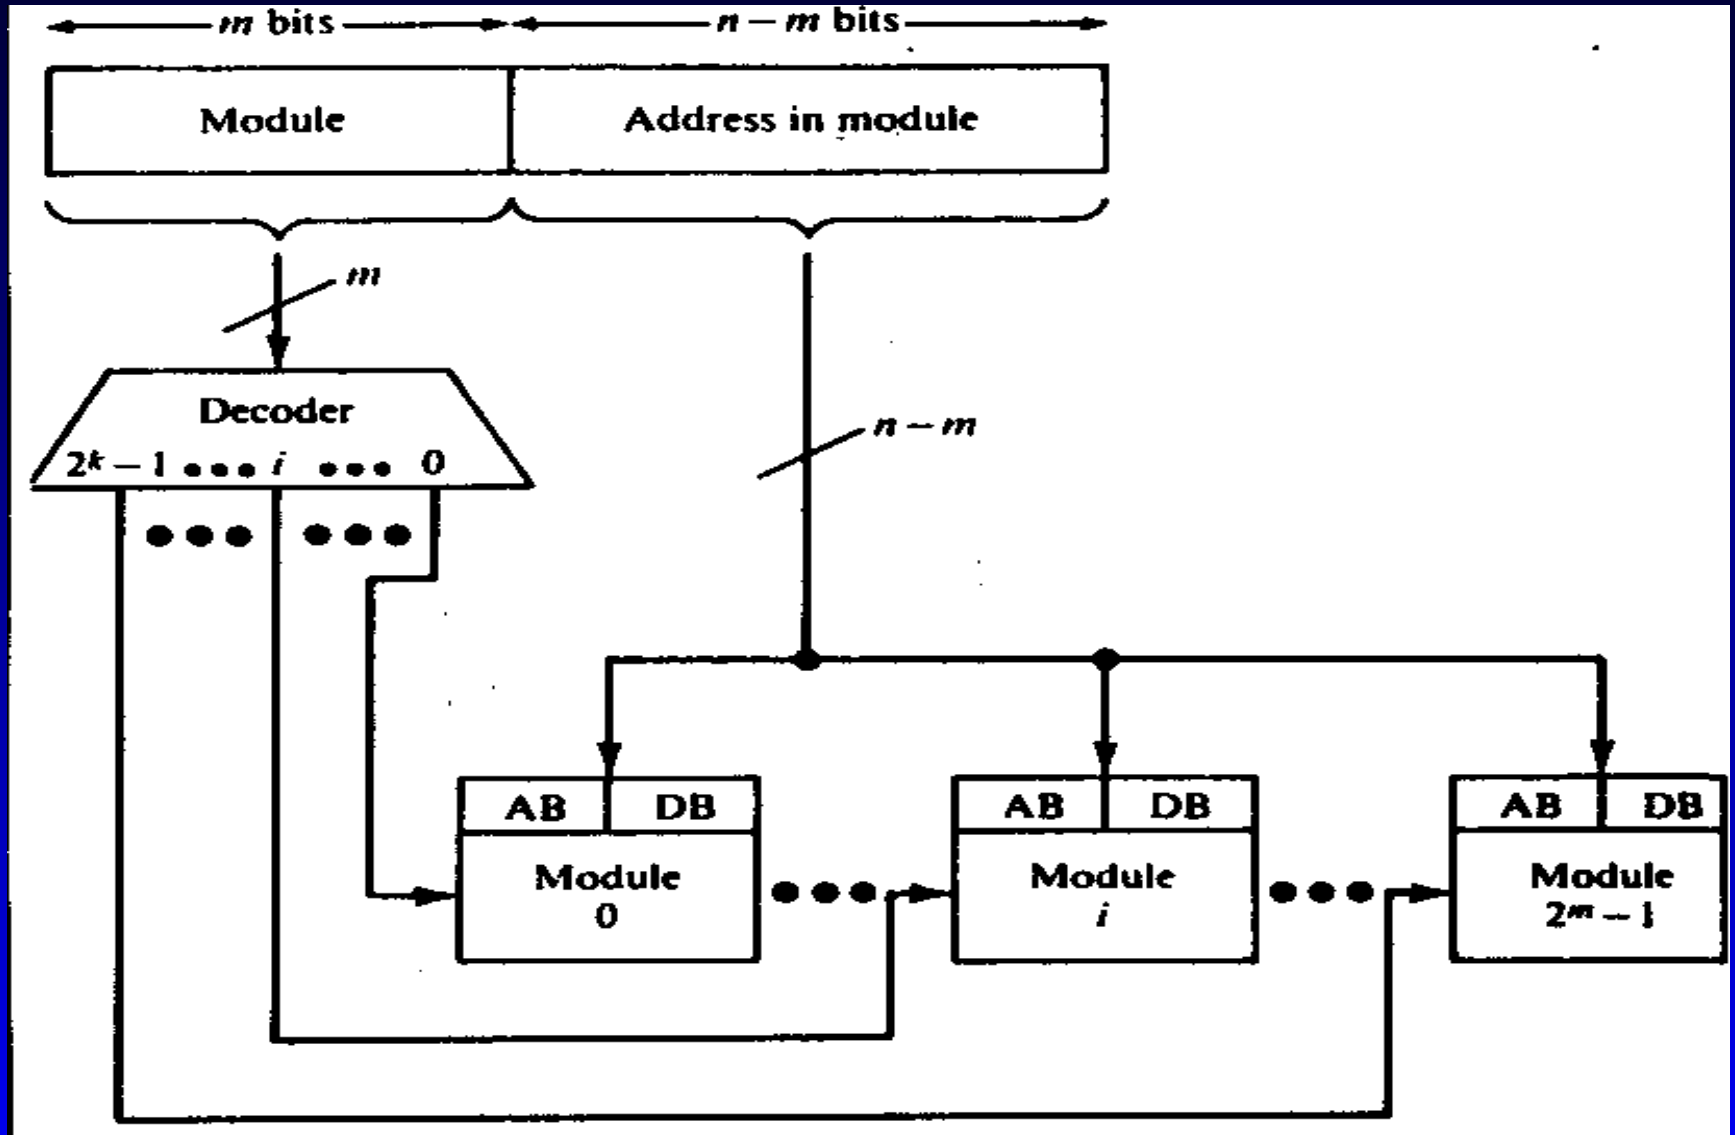 m bits n – m bits
Module Address in module
m
Decoder
2ᵏ – 1 ••• i ••• 0
n – m
AB DB AB DB AB DB
Module Module Module
0 i 2ᵐ – 1